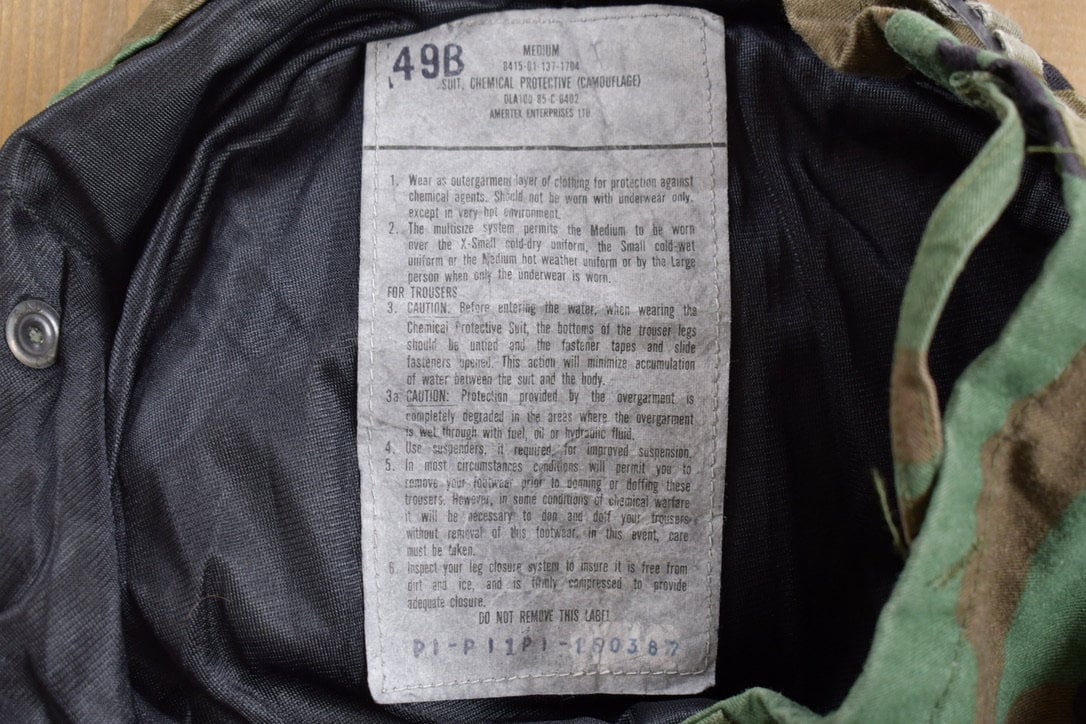 49B
MEDIUM
8415-01-137-1704
SUIT, CHEMICAL PROTECTIVE (CAMOUFLAGE)
DLA100-85-C-0402
AMERTEX ENTERPRISES LTD
1. Wear as outergarment layer of clothing for protection against
chemical agents. Should not be worn with underwear only,
except in very hot environment.
2. The multisize system permits the Medium to be worn
over the X-Small cold-dry uniform, the Small cold-wet
uniform or the Medium hot weather uniform or by the Large
person when only the underwear is worn.
FOR TROUSERS
3. CAUTION: Before entering the water, when wearing the
Chemical Protective Suit, the bottoms of the trouser legs
should be untied and the fastener tapes and slide
fasteners opened. This action will minimize accumulation
of water between the suit and the body.
3a CAUTION: Protection provided by the overgarment is
completely degraded in the areas where the overgarment
is wet through with fuel, oil or hydraulic fluid.
4. Use suspenders, if required, for improved suspension.
5. In most circumstances conditions will permit you to
remove your footwear prior to donning or doffing these
trousers. However, in some conditions of chemical warfare
it will be necessary to don and doff your trousers
without removal of this footwear, in this event, care
must be taken.
6. Inspect your leg closure system to insure it is free from
dirt and ice, and is firmly compressed to provide
adequate closure.
DO NOT REMOVE THIS LABEL